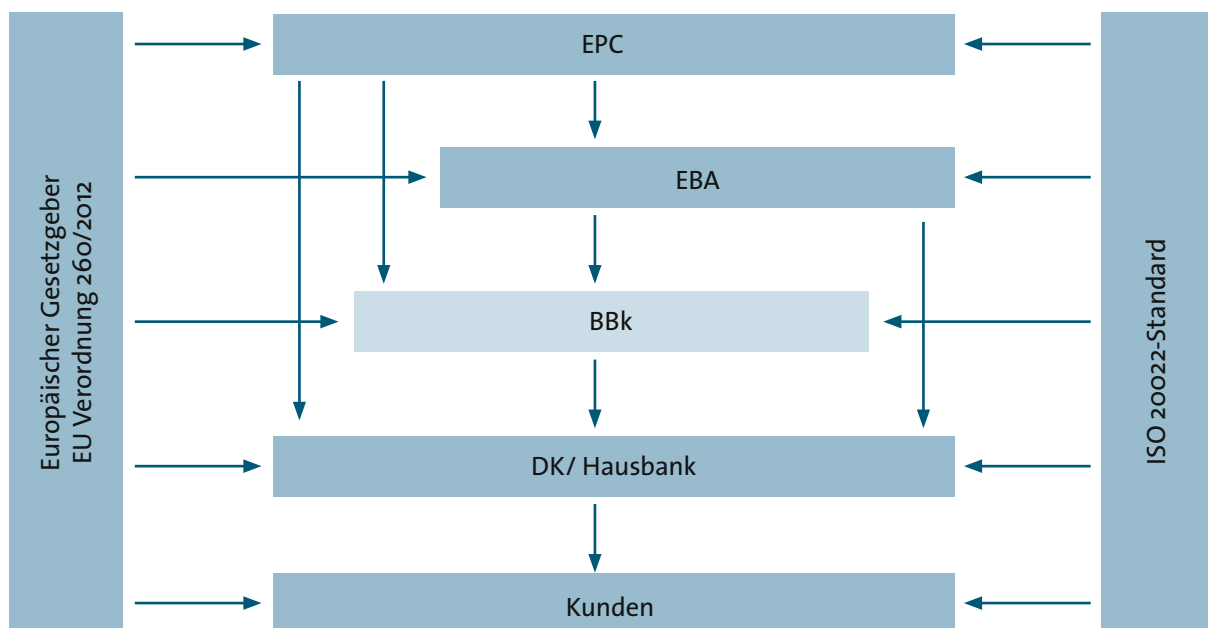 Europäischer Gesetzgeber
EU Verordnung 260/2012
EPC
EBA
BBk
DK/ Hausbank
Kunden
ISO 20022-Standard